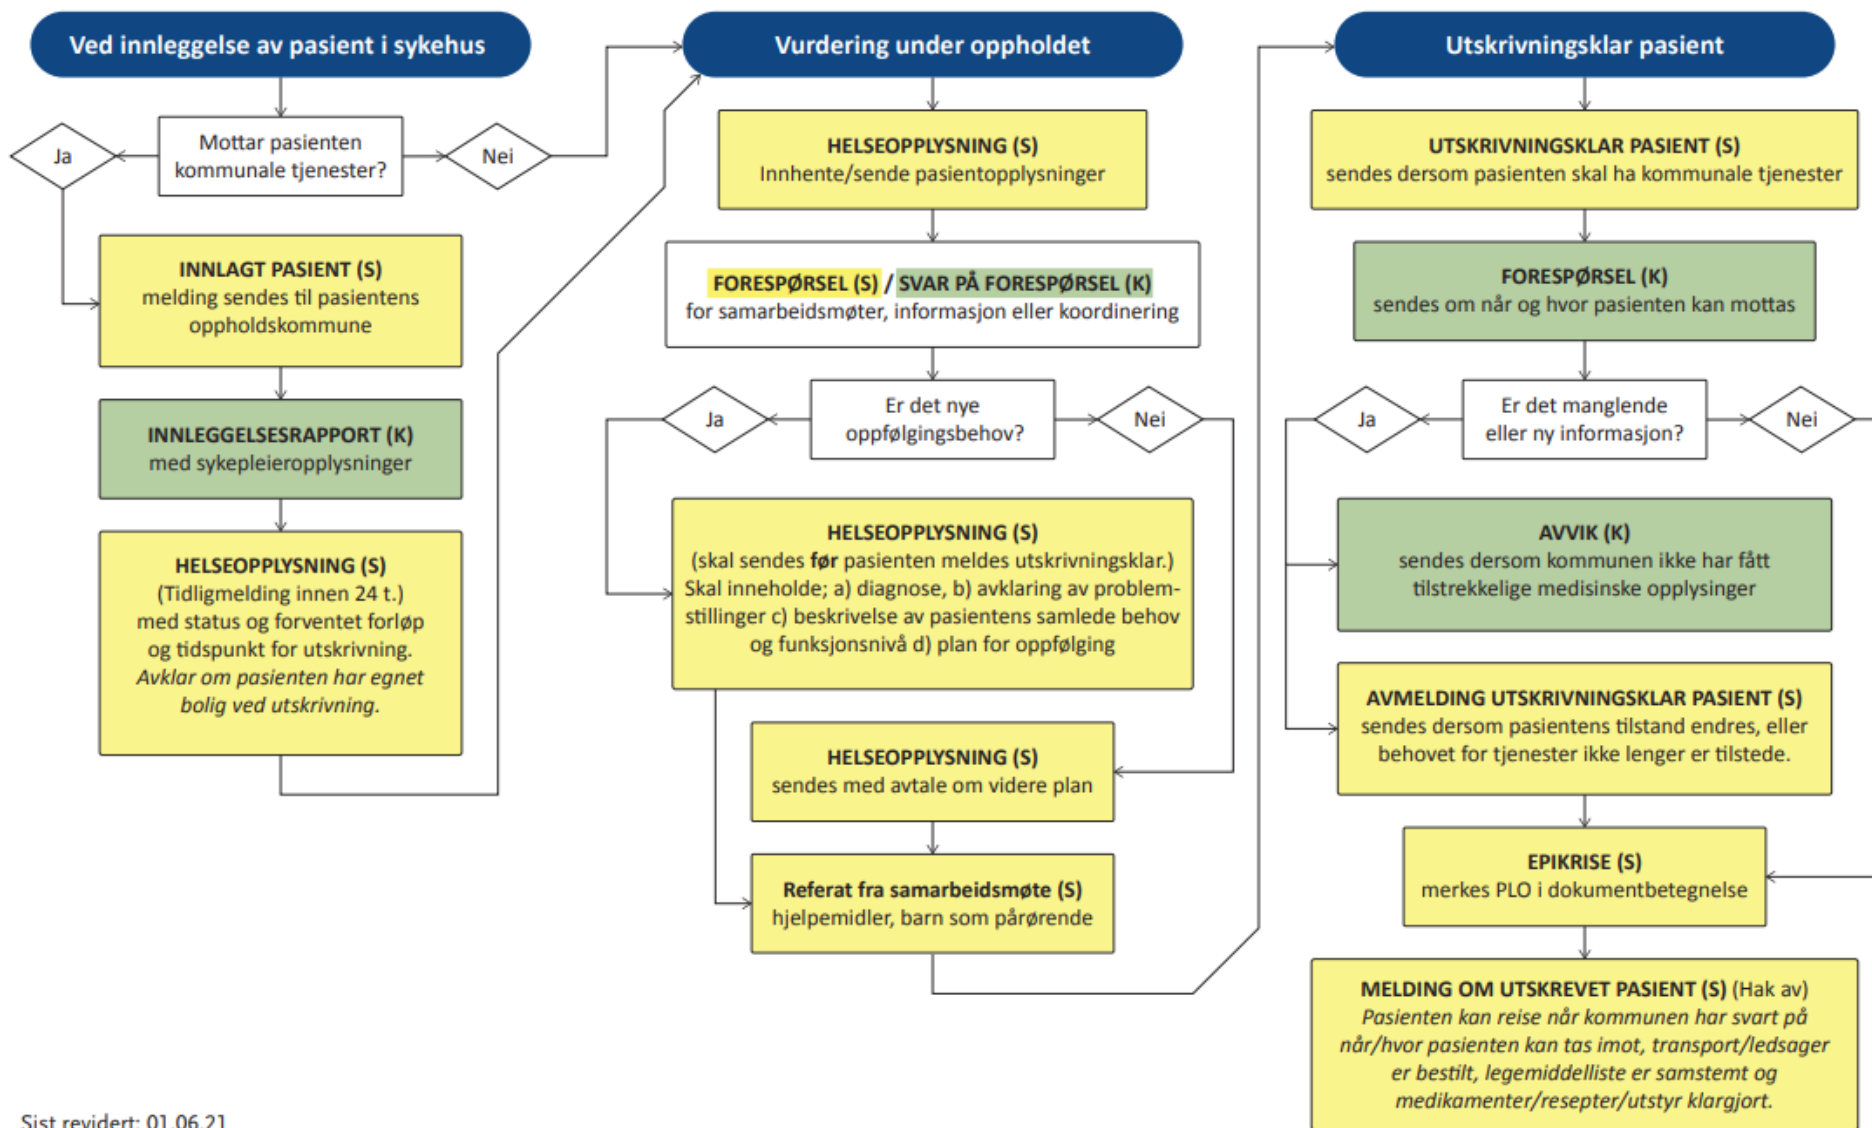 Ved innleggelse av pasient i sykehus
Mottar pasienten
kommunale tjenester?
Ja
Nei
INNLAGT PASIENT (S)
melding sendes til pasientens
oppholdskommune
INNLEGGELSESRAPPORT (K)
med sykepleieropplysninger
HELSEOPPLYSNING (S)
(Tidligmelding innen 24 t.)
med status og forventet forløp
og tidspunkt for utskrivning.
Avklar om pasienten har egnet
bolig ved utskrivning.
Vurdering under oppholdet
HELSEOPPLYSNING (S)
Innhente/sende pasientopplysninger
FORESPØRSEL (S) / SVAR PÅ FORESPØRSEL (K)
for samarbeidsmøter, informasjon eller koordinering
Er det nye
oppfølgingsbehov?
Ja
Nei
HELSEOPPLYSNING (S)
(skal sendes før pasienten meldes utskrivningsklar.)
Skal inneholde; a) diagnose, b) avklaring av problem-
stillinger c) beskrivelse av pasientens samlede behov
og funksjonsnivå d) plan for oppfølging
HELSEOPPLYSNING (S)
sendes med avtale om videre plan
Referat fra samarbeidsmøte (S)
hjelpemidler, barn som pårørende
Utskrivningsklar pasient
UTSKRIVNINGSKLAR PASIENT (S)
sendes dersom pasienten skal ha kommunale tjenester
FORESPØRSEL (K)
sendes om når og hvor pasienten kan mottas
Er det manglende
eller ny informasjon?
Ja
Nei
AVVIK (K)
sendes dersom kommunen ikke har fått
tilstrekkelige medisinske opplysinger
AVMELDING UTSKRIVNINGSKLAR PASIENT (S)
sendes dersom pasientens tilstand endres, eller
behovet for tjenester ikke lenger er tilstede.
EPIKRISE (S)
merkes PLO i dokumentbetegnelse
MELDING OM UTSKREVET PASIENT (S) (Hak av)
Pasienten kan reise når kommunen har svart på
når/hvor pasienten kan tas imot, transport/ledsager
er bestilt, legemiddelliste er samstemt og
medikamenter/resepter/utstyr klargjort.
Sist revidert: 01.06.21